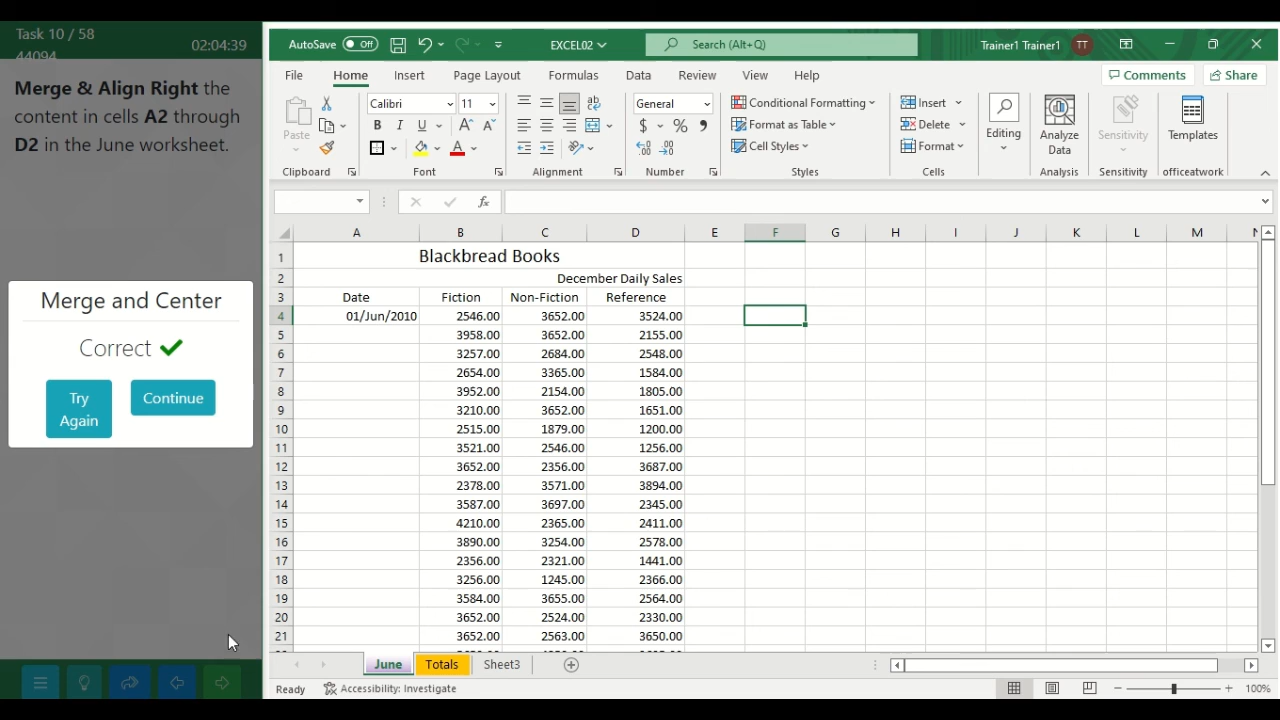 Task 10 / 58
02:04:39
44094
Merge & Align Right the
content in cells A2 through
D2 in the June worksheet.
Merge and Center
Correct
Try Again
Continue
AutoSave Off
EXCEL02
Search (Alt+Q)
Trainer1 Trainer1 TT
File Home Insert Page Layout Formulas Data Review View Help Comments Share
Paste
Calibri 11
General
Conditional Formatting
Format as Table
Cell Styles
Insert
Delete
Format
Editing
Analyze Data
Sensitivity
Templates
Clipboard Font Alignment Number Styles Cells Analysis Sensitivity officeatwork
fx
A B C D E F G H I J K L M N
1 Blackbread Books
2 December Daily Sales
3 Date Fiction Non-Fiction Reference
4 01/Jun/2010 2546.00 3652.00 3524.00
5 3958.00 3652.00 2155.00
6 3257.00 2684.00 2548.00
7 2654.00 3365.00 1584.00
8 3952.00 2154.00 1805.00
9 3210.00 3652.00 1651.00
10 2515.00 1879.00 1200.00
11 3521.00 2546.00 1256.00
12 3652.00 2356.00 3687.00
13 2378.00 3571.00 3894.00
14 3587.00 3697.00 2345.00
15 4210.00 2365.00 2411.00
16 3890.00 3254.00 2578.00
17 2356.00 2321.00 1441.00
18 3256.00 1245.00 2366.00
19 3584.00 3655.00 2564.00
20 3652.00 2524.00 2330.00
21 3652.00 2563.00 3650.00
June Totals Sheet3
Ready Accessibility: Investigate 100%